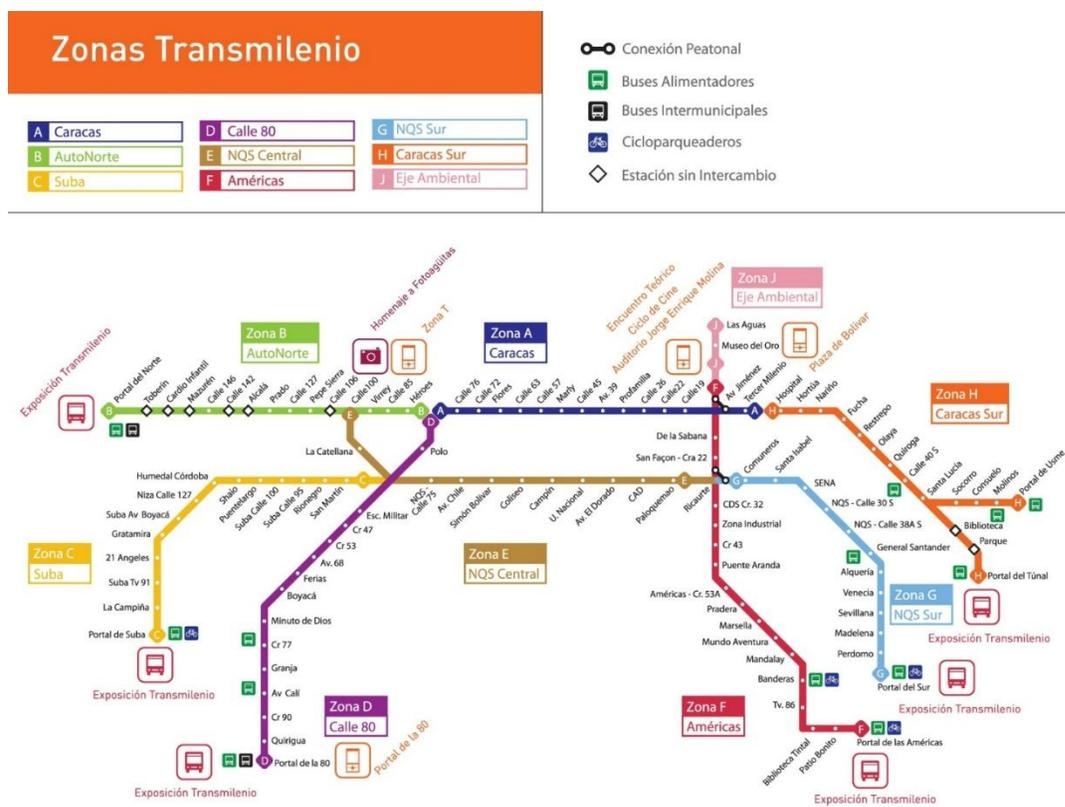 Zonas Transmilenio
A Caracas
B AutoNorte
C Suba
D Calle 80
E NQS Central
F Américas
G NQS Sur
H Caracas Sur
J Eje Ambiental
Conexión Peatonal
Buses Alimentadores
Buses Intermunicipales
Cicloparqueaderos
Estación sin Intercambio
Exposición Transmilenio
Zona B
AutoNorte
Homenaje a Fotoagüitas
Zona T
Zona A
Caracas
Encuentro Teórico
Ciclo de Cine
Auditorio Jorge Enrique Molina
Zona J
Eje Ambiental
Plaza de Bolívar
J
Las Aguas
Museo del Oro
J
F
Av Jiménez
B
Portal del Norte
Toberín
Cardio Infantil
Mazurén
Calle 146
Calle 142
Alcalá
Prado
Calle 127
Pepe Sierra
Calle 106
Calle100
Virrey
Calle 85
Héroes
B
A
Calle 76
Calle 72
Flores
Calle 63
Calle 57
Marly
Calle 45
Av. 39
Profamilia
Calle 26
Calle22
Calle19
Tercer Milenio
A
H
Hospital
Hortúa
Nariño
Fucha
Restrepo
Olaya
Quiroga
Calle 40 S
Santa Lucía
Socorro
Consuelo
Molinos
Portal de Usme
H
Biblioteca
Parque
H
Portal del Túnal
Exposición Transmilenio
Zona H
Caracas Sur
E
La Catellana
D
Polo
Esc. Militar
Cr 47
Cr 53
Av. 68
Ferias
Boyacá
Minuto de Dios
Cr 77
Granja
Av Calí
Cr 90
Quirigua
D
Portal de la 80
Exposición Transmilenio
Zona D
Calle 80
Portal de la 80
Humedal Córdoba
Niza Calle 127
Suba Av Boyacá
Gratamira
21 Angeles
Suba Tv 91
La Campiña
Portal de Suba
C
Exposición Transmilenio
Zona C
Suba
Shaio
Puentelargo
Suba Calle 100
Suba Calle 95
Rionegro
San Martín
C
NQS -
Calle 75
Av. Chile
Simón Bolívar
Coliseo
Campín
U. Nacional
Av. El Dorado
CAD
Paloquemao
E
Ricaurte
Zona E
NQS Central
De la Sabana
San Façon - Cra 22
CDS Cr. 32
Zona Industrial
Cr 43
Puente Aranda
Américas - Cr. 53A
Pradera
Marsella
Mundo Aventura
Mandalay
Banderas
Tv. 86
Biblioteca Tintal
Patio Bonito
F
Portal de las Américas
Exposición Transmilenio
Zona F
Américas
G
Comuneros
Santa Isabel
SENA
NQS - Calle 30 S
NQS - Calle 38A S
General Santander
Alquería
Venecia
Sevillana
Madelena
Perdomo
G
Portal del Sur
Exposición Transmilenio
Zona G
NQS Sur